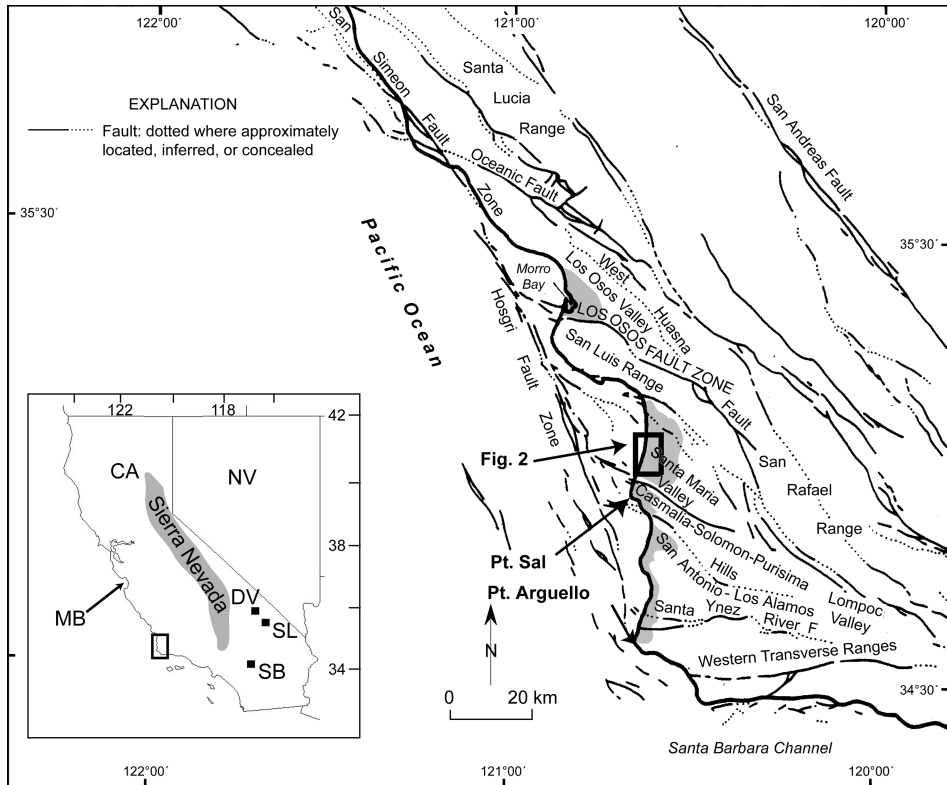 122°00´
121°00´
120°00´
EXPLANATION
Fault: dotted where approximately
located, inferred, or concealed
San Simeon Fault Zone
Santa
Lucia
Range
San Andreas Fault
Oceanic Fault
35°30´
35°30´
Pacific Ocean
Morro
Bay
West Huasna Fault
Los Osos Valley
LOS OSOS FAULT ZONE
Hosgri Fault Zone
San Luis Range
Fig. 2
Santa Maria
Valley
San
Rafael
Range
Casmalia-Solomon-Purisima
Hills
Pt. Sal
San Antonio-Los Alamos
Valley
Pt. Arguello
Lompoc
Santa Ynez River F
Western Transverse Ranges
34°30´
N
0 20 km
Santa Barbara Channel
122 118
42
CA
NV
Sierra Nevada
38
DV
MB
SL
SB
34
122°00´
121°00´
120°00´